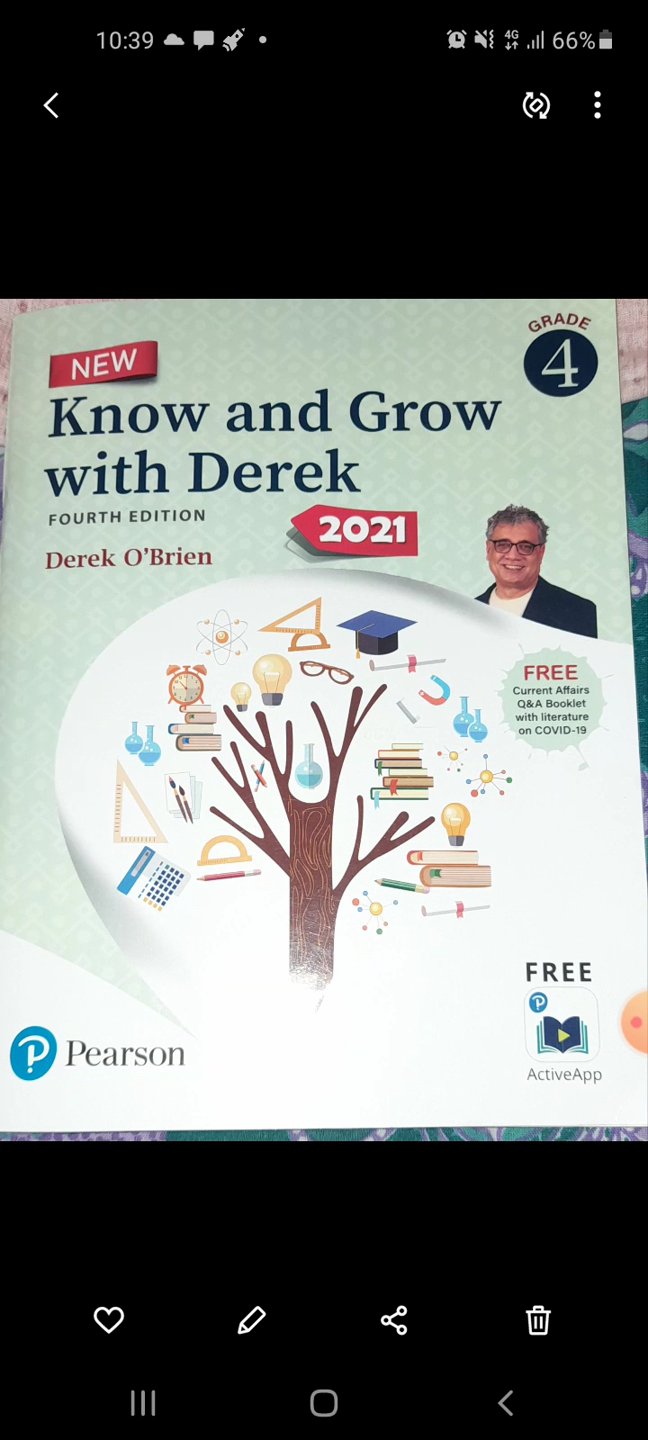 10:39
4G
66%
GRADE
4
NEW
Know and Grow
with Derek
FOURTH EDITION
2021
Derek O'Brien
FREE
Current Affairs
Q&A Booklet
with literature
on COVID-19
FREE
P
P Pearson
ActiveApp